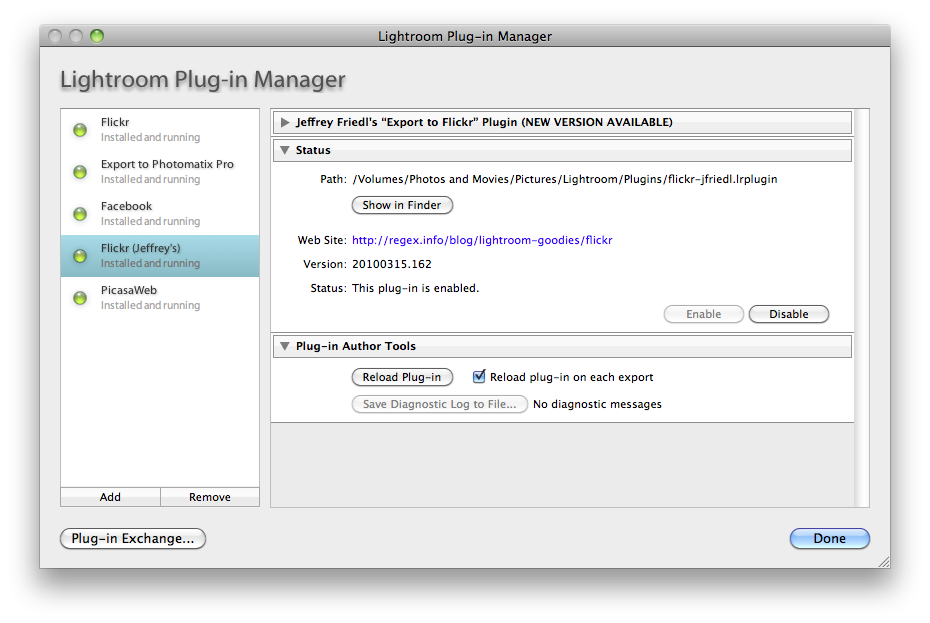 Lightroom Plug-in Manager
Lightroom Plug-in Manager
Flickr
Installed and running
Export to Photomatix Pro
Installed and running
Facebook
Installed and running
Flickr (Jeffrey's)
Installed and running
PicasaWeb
Installed and running
Add
Remove
Jeffrey Friedl's “Export to Flickr” Plugin (NEW VERSION AVAILABLE)
Status
Path: /Volumes/Photos and Movies/Pictures/Lightroom/Plugins/flickr-jfriedl.lrplugin
Show in Finder
Web Site: http://regex.info/blog/lightroom-goodies/flickr
Version: 20100315.162
Status: This plug-in is enabled.
Enable
Disable
Plug-in Author Tools
Reload Plug-in
Reload plug-in on each export
Save Diagnostic Log to File...
No diagnostic messages
Plug-in Exchange...
Done